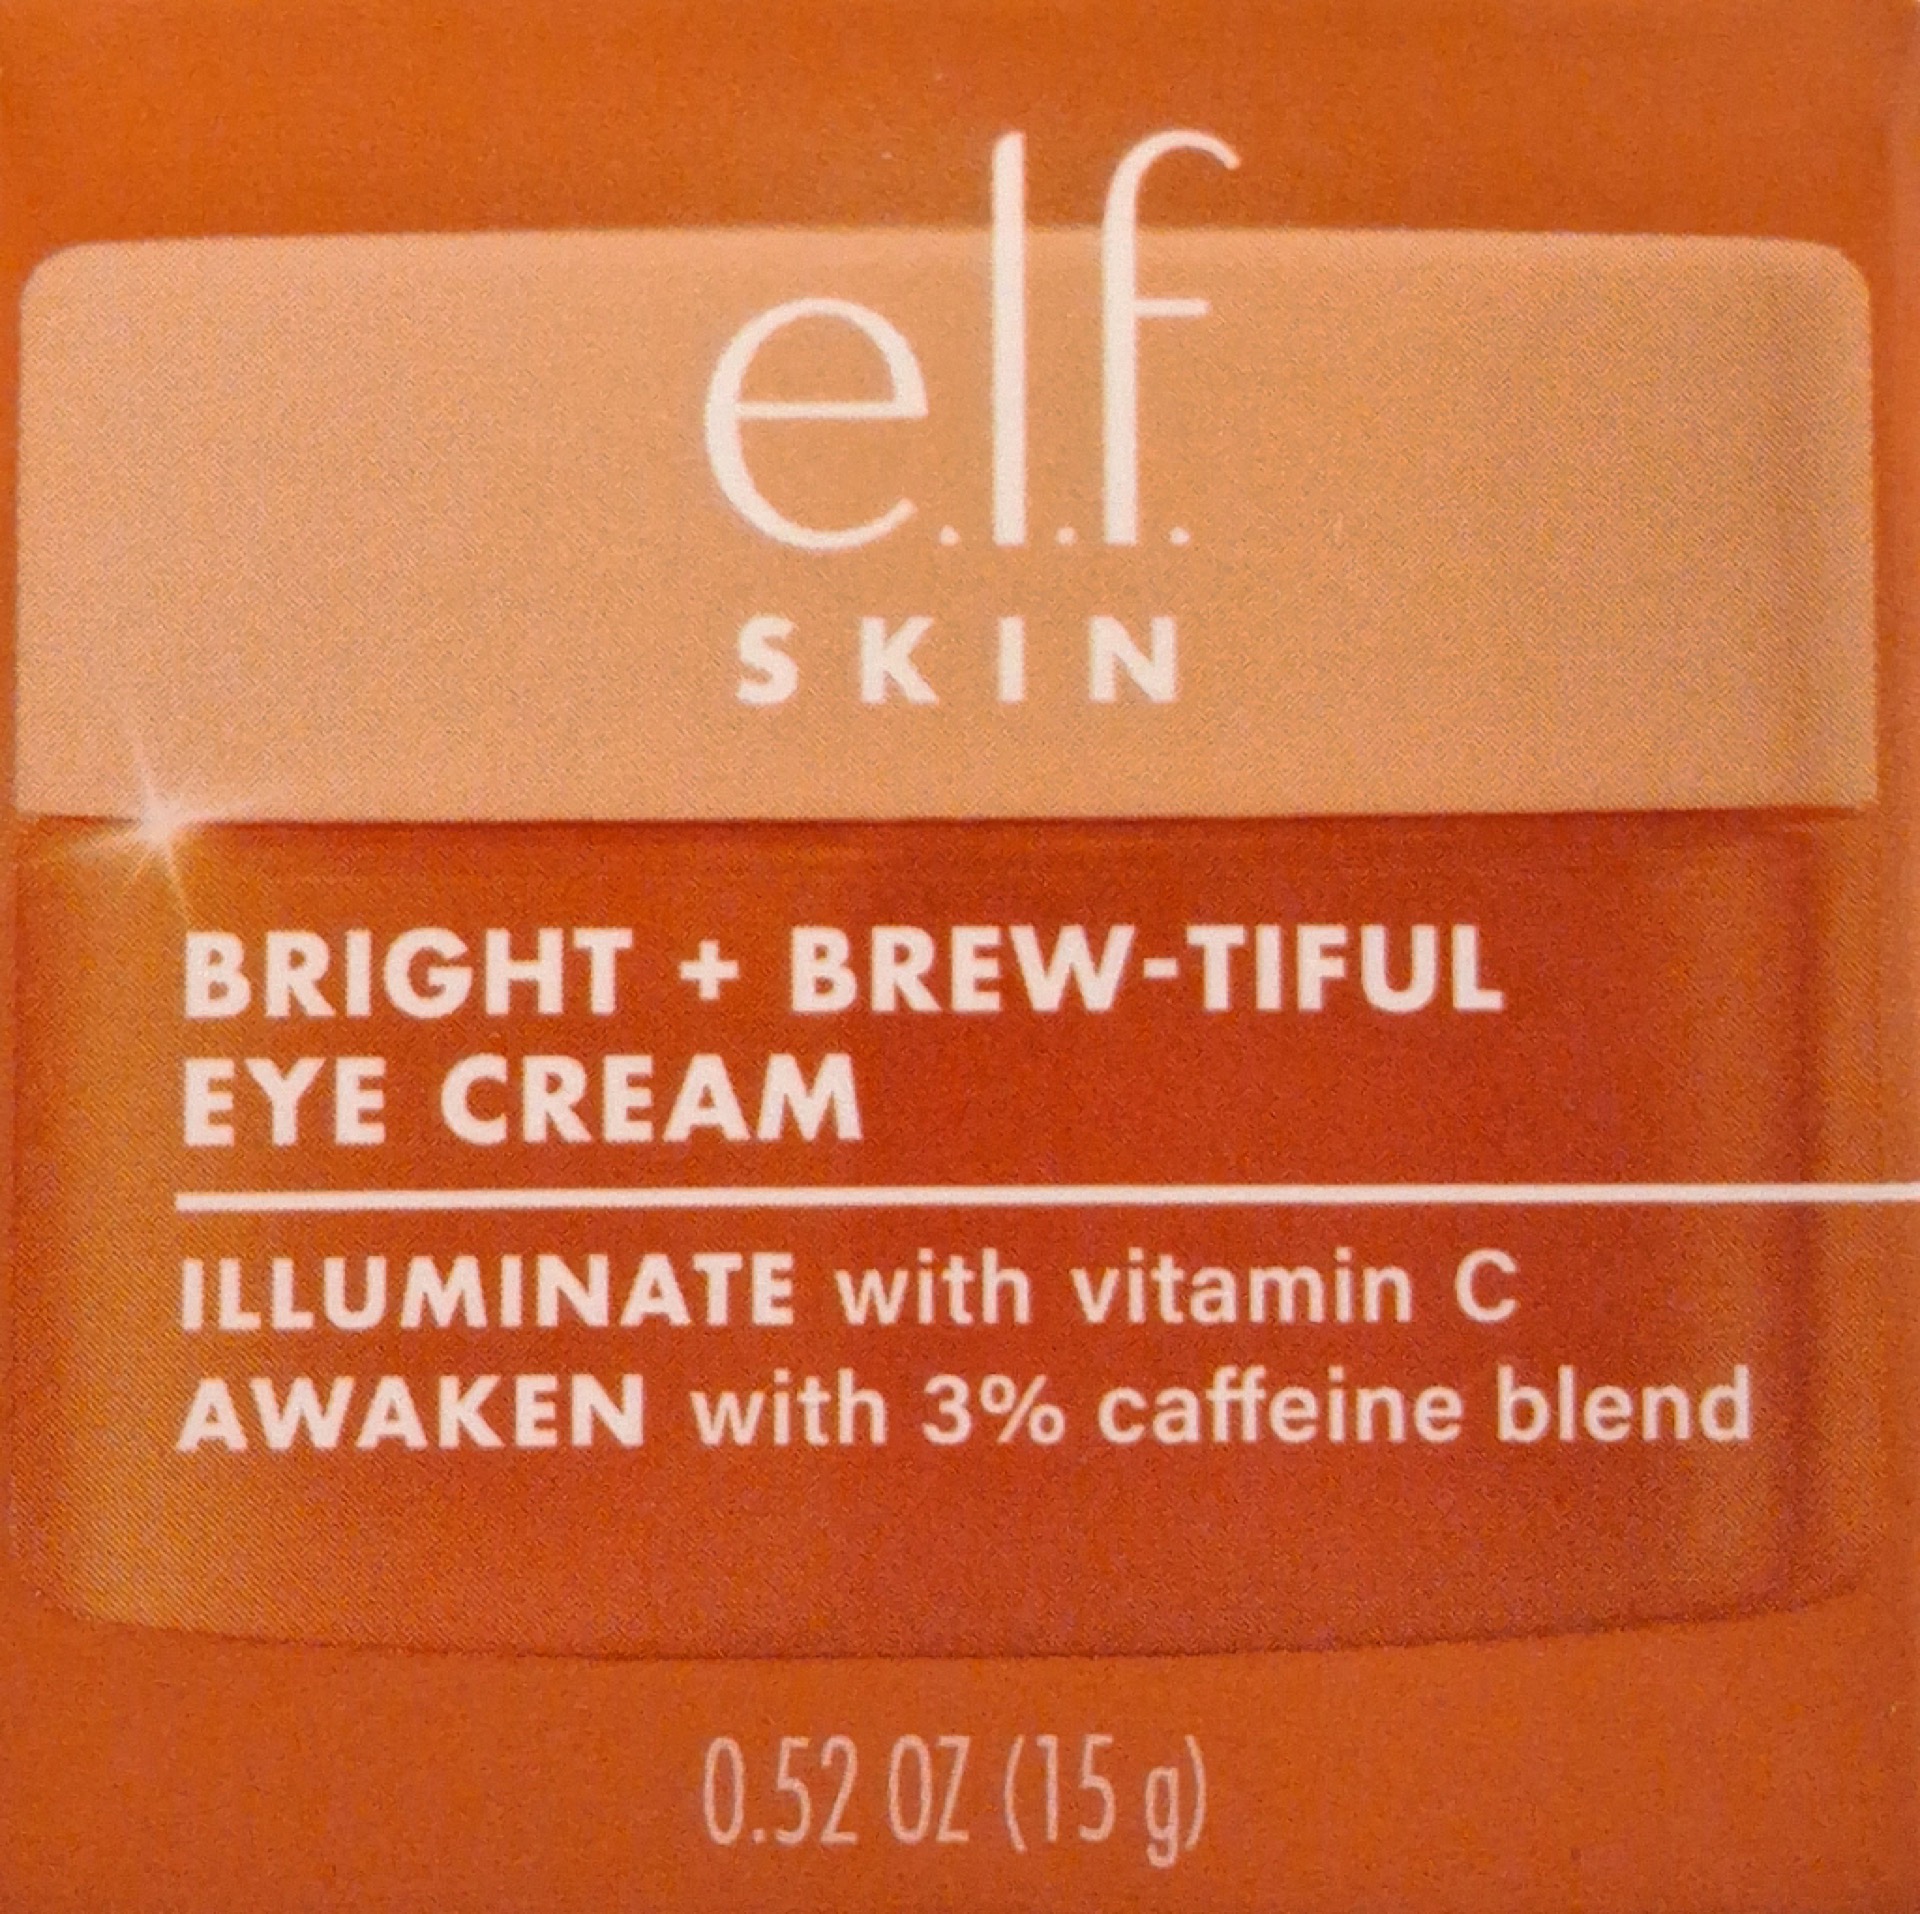 e.l.f.
SKIN
BRIGHT + BREW-TIFUL
EYE CREAM
ILLUMINATE with vitamin C
AWAKEN with 3% caffeine blend
0.52 OZ (15 g)